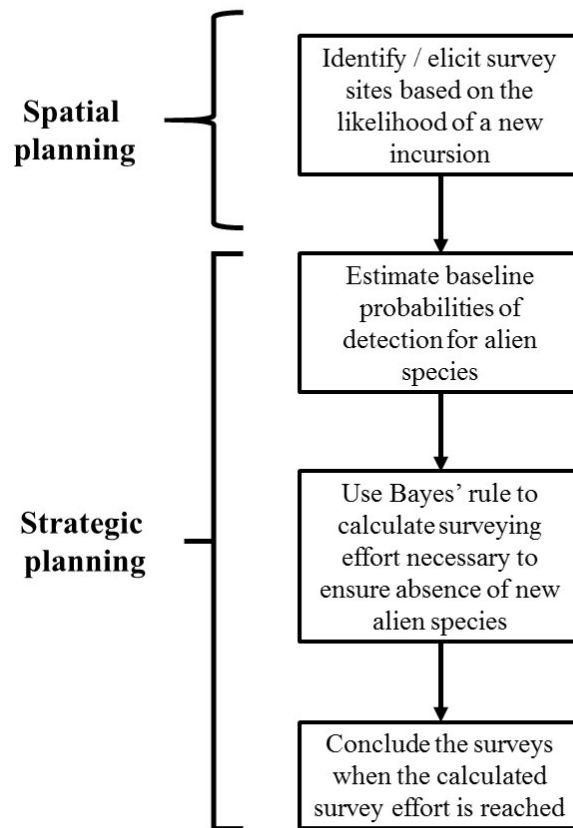 Spatial
planning
Identify / elicit survey
sites based on the
likelihood of a new
incursion
Strategic
planning
Estimate baseline
probabilities of
detection for alien
species
Use Bayes' rule to
calculate surveying
effort necessary to
ensure absence of new
alien species
Conclude the surveys
when the calculated
survey effort is reached